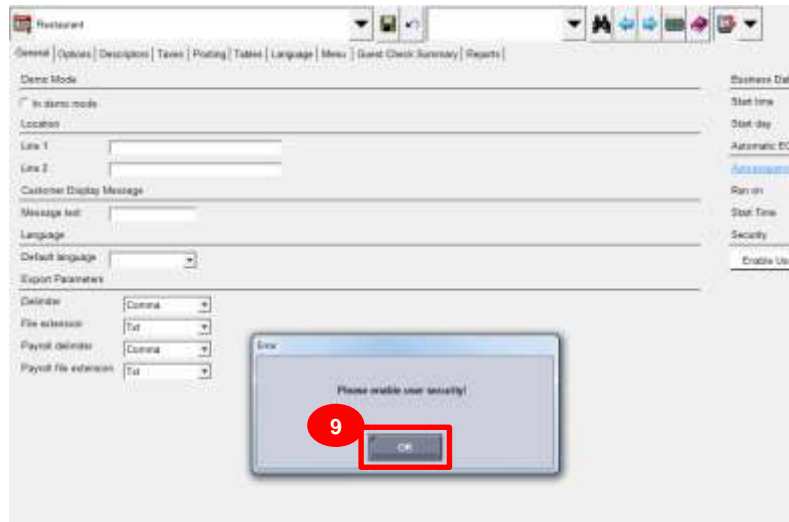 Restaurant
General | Options | Descriptors | Taxes | Posting | Tables | Language | Menu | Guest Check Summary | Reports |
Demo Mode
In demo mode
Location
Line 1
Line 2
Customer Display Message
Message text
Language
Default language
Export Parameters
Delimiter Comma
File extension Txt
Payroll delimiter Comma
Payroll file extension Txt
Business Dat
Start time
Start day
Automatic EO
Run on
Start Time
Security
Enable Use
Error
Please enable user security!
9
OK